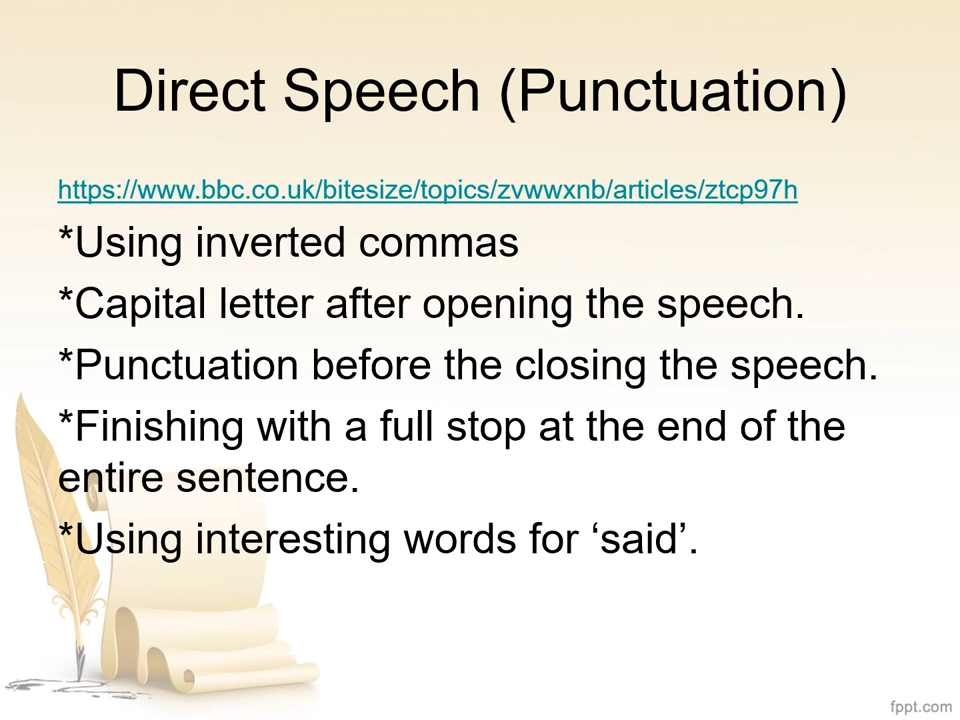 Direct Speech (Punctuation)
https://www.bbc.co.uk/bitesize/topics/zvwwxnb/articles/ztcp97h
*Using inverted commas
*Capital letter after opening the speech.
*Punctuation before the closing the speech.
*Finishing with a full stop at the end of the
entire sentence.
*Using interesting words for ‘said’.
fppt.com